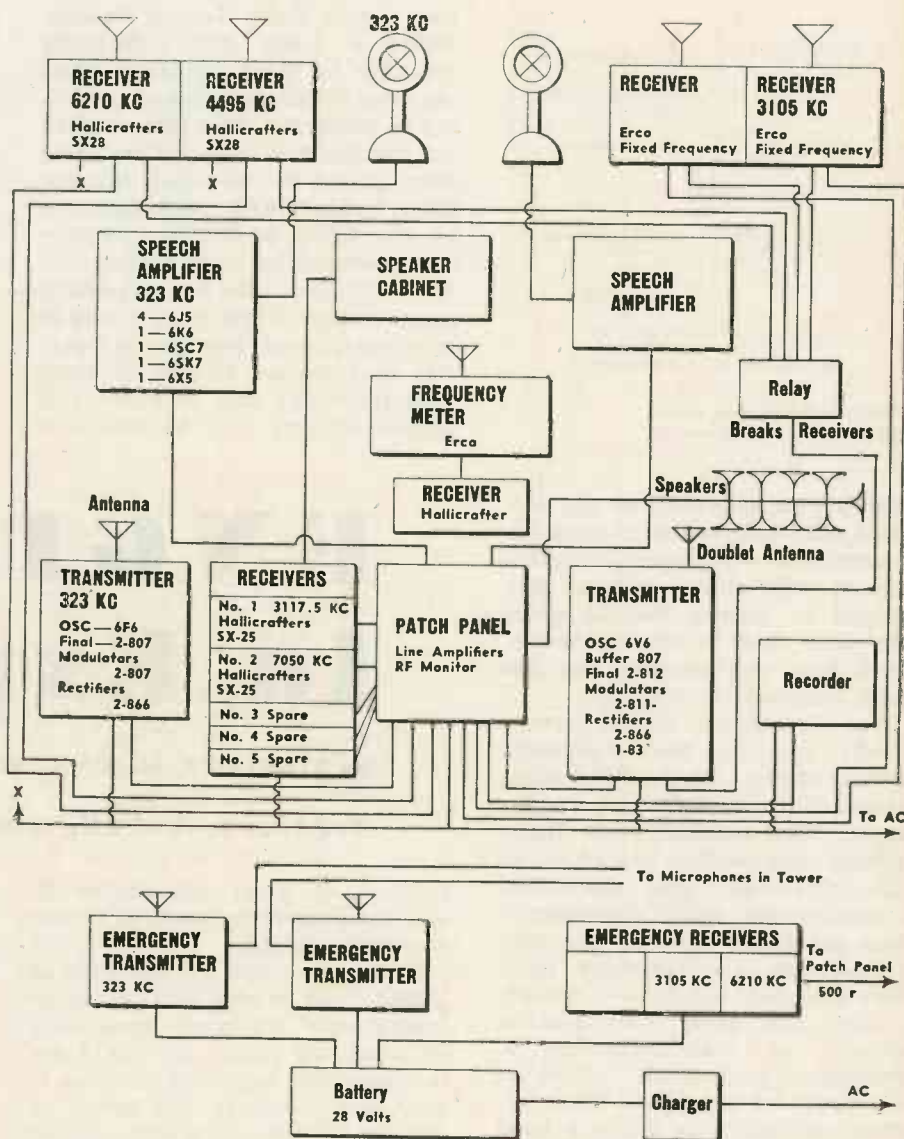 323 KC
RECEIVER
6210 KC
Hallicrafters
SX28
RECEIVER
4495 KC
Hallicrafters
SX28
RECEIVER
Erco
Fixed Frequency
RECEIVER
3105 KC
Erco
Fixed Frequency
X
X
SPEECH
AMPLIFIER
323 KC
4—6J5
1—6K6
1—6SC7
1—6SK7
1—6X5
SPEAKER
CABINET
SPEECH
AMPLIFIER
FREQUENCY
METER
Erco
Relay
Breaks Receivers
RECEIVER
Hallicrafter
Speakers
Antenna
Doublet Antenna
TRANSMITTER
323 KC
OSC—6F6
Final—2-807
Modulators
2-807
Rectifiers
2-866
RECEIVERS
No. 1 3117.5 KC
Hallicrafters
SX-25
No. 2 7050 KC
Hallicrafters
SX-25
No. 3 Spare
No. 4 Spare
No. 5 Spare
PATCH PANEL
Line Amplifiers
RF Monitor
TRANSMITTER
OSC 6V6
Buffer 807
Final 2-812
Modulators
2-811-
Rectifiers
2-866
1-83
Recorder
X
To AC
To Microphones in Tower
EMERGENCY
TRANSMITTER
323 KC
EMERGENCY
TRANSMITTER
EMERGENCY RECEIVERS
3105 KC
6210 KC
To
Patch Panel
500 r
Battery
28 Volts
Charger
AC